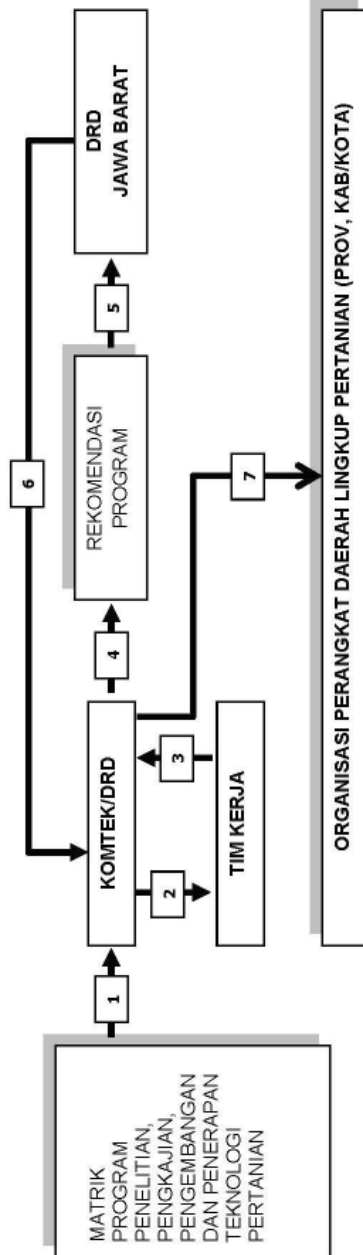 MATRIK
PROGRAM
PENELITIAN,
PENGKAJIAN,
PENGEMBANGAN
DAN PENERAPAN
TEKNOLOGI
PERTANIAN
1
KOMTEK/DRD
2
3
TIM KERJA
4
REKOMENDASI
PROGRAM
5
DRD
JAWA BARAT
6
7
ORGANISASI PERANGKAT DAERAH LINGKUP PERTANIAN (PROV, KAB/KOTA)